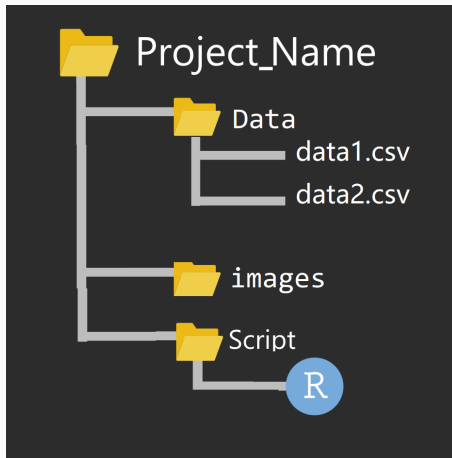 Project_Name
Data
data1.csv
data2.csv
images
Script
R